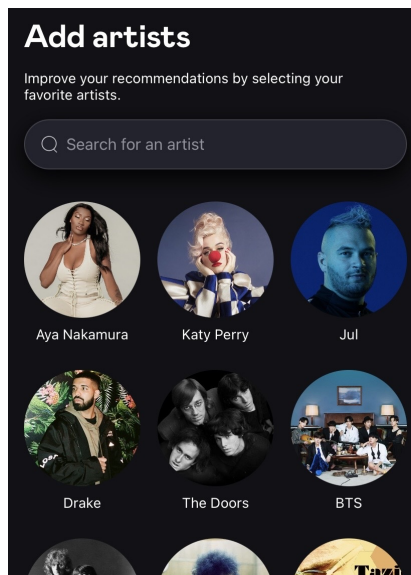 Add artists
Improve your recommendations by selecting your
favorite artists.
Search for an artist
Aya Nakamura
Katy Perry
Jul
Drake
The Doors
BTS